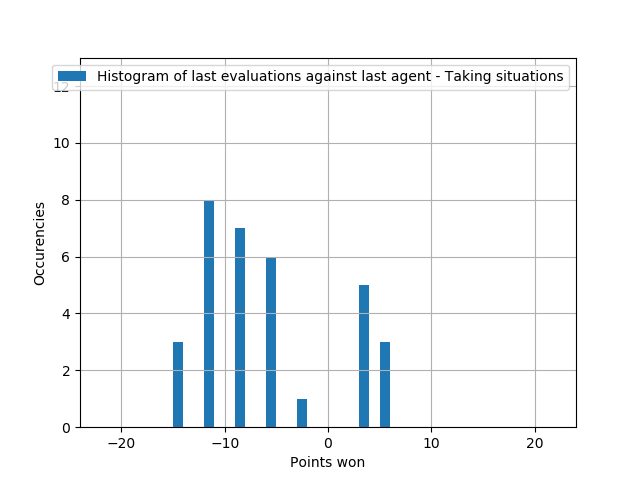 Histogram of last evaluations against last agent - Taking situations
12
10
8
6
4
2
0
−20 −10 0 10 20
Occurencies
Points won